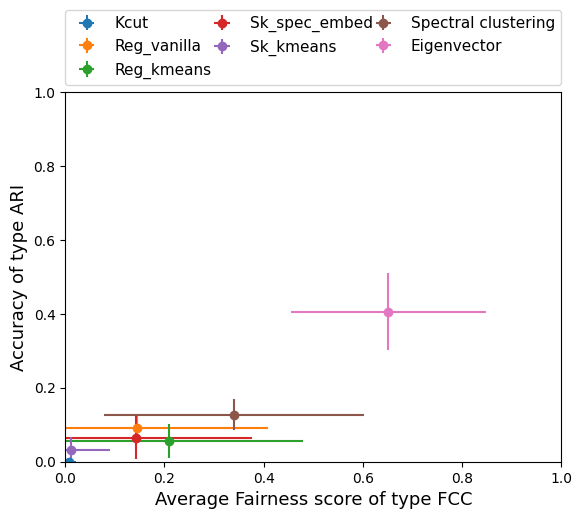 Kcut Sk_spec_embed Spectral clustering
Reg_vanilla Sk_kmeans Eigenvector
Reg_kmeans
1.0
0.8
0.6
0.4
0.2
0.0
Accuracy of type ARI
0.0 0.2 0.4 0.6 0.8 1.0
Average Fairness score of type FCC